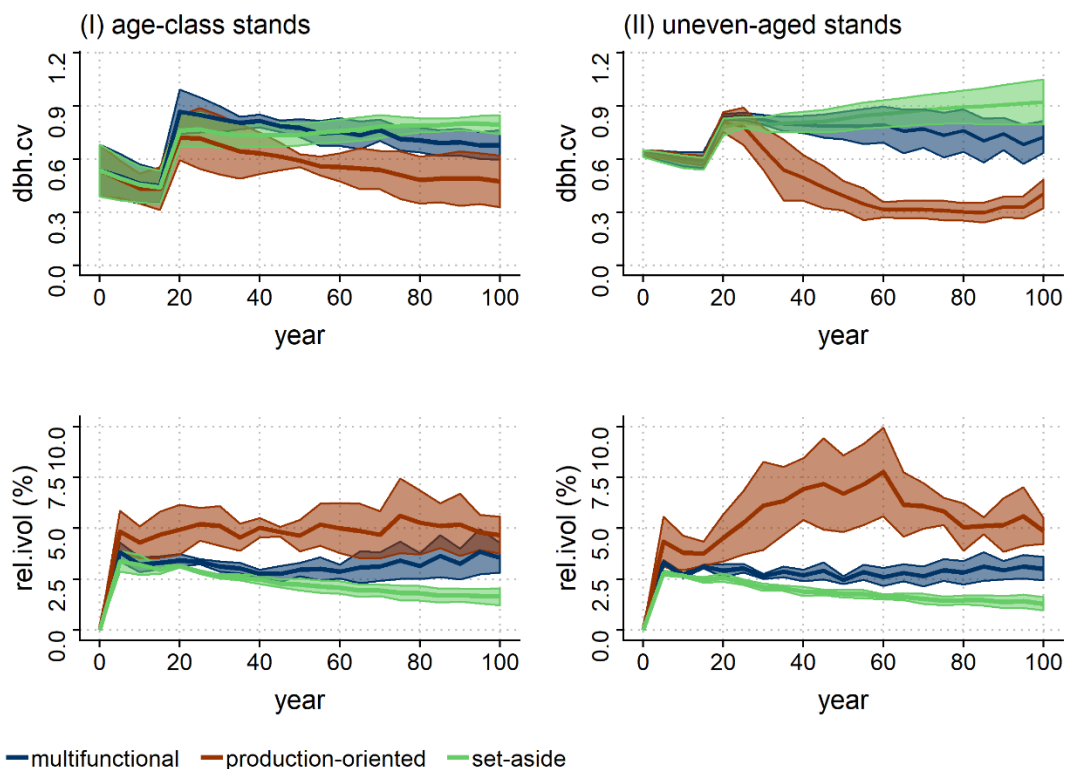 (I) age-class stands
(II) uneven-aged stands
dbh.cv
0.0 0.3 0.6 0.9 1.2
0 20 40 60 80 100
year
dbh.cv
0.0 0.3 0.6 0.9 1.2
0 20 40 60 80 100
year
rel.ivol (%)
0.0 2.5 5.0 7.5 10.0
0 20 40 60 80 100
year
rel.ivol (%)
0.0 2.5 5.0 7.5 10.0
0 20 40 60 80 100
year
multifunctional production-oriented set-aside